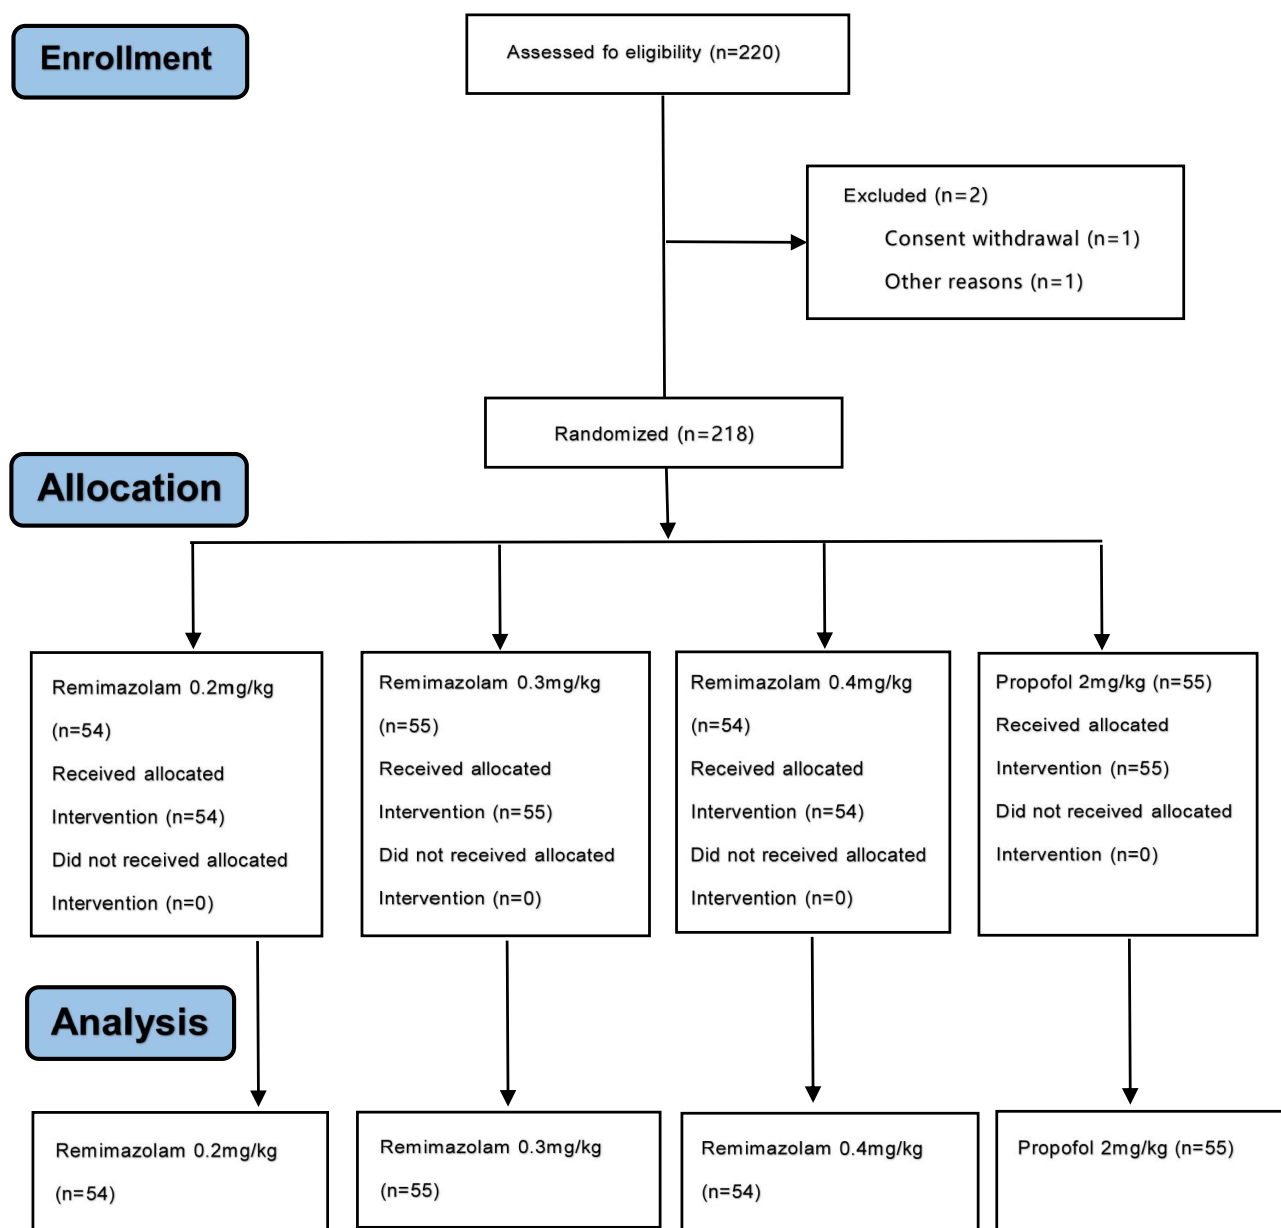 Enrollment
Assessed fo eligibility (n=220)
Excluded (n=2)
Consent withdrawal (n=1)
Other reasons (n=1)
Randomized (n=218)
Allocation
Remimazolam 0.2mg/kg
(n=54)
Received allocated
Intervention (n=54)
Did not received allocated
Intervention (n=0)
Remimazolam 0.3mg/kg
(n=55)
Received allocated
Intervention (n=55)
Did not received allocated
Intervention (n=0)
Remimazolam 0.4mg/kg
(n=54)
Received allocated
Intervention (n=54)
Did not received allocated
Intervention (n=0)
Propofol 2mg/kg (n=55)
Received allocated
Intervention (n=55)
Did not received allocated
Intervention (n=0)
Analysis
Remimazolam 0.2mg/kg
(n=54)
Remimazolam 0.3mg/kg
(n=55)
Remimazolam 0.4mg/kg
(n=54)
Propofol 2mg/kg (n=55)